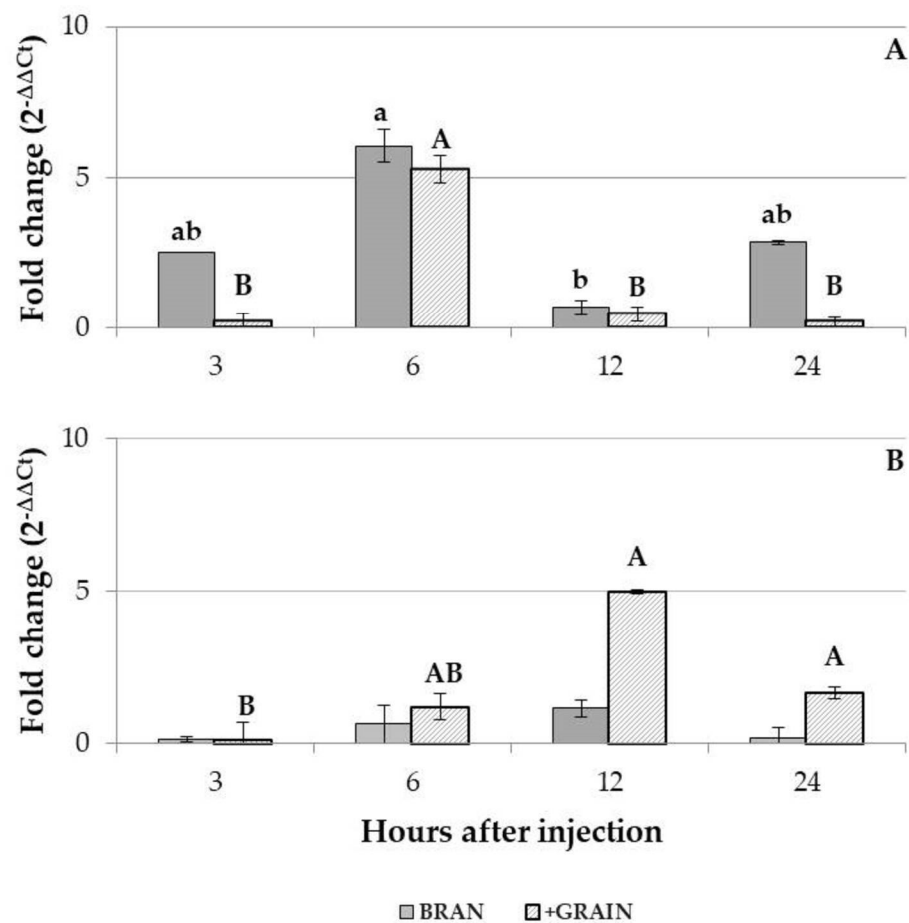 10
A
Fold change (2-ΔΔCt)
a
A
5
ab
ab
B
b
B
B
0
3 6 12 24
10
B
Fold change (2-ΔΔCt)
A
5
A
AB
B
0
3 6 12 24
Hours after injection
BRAN +GRAIN